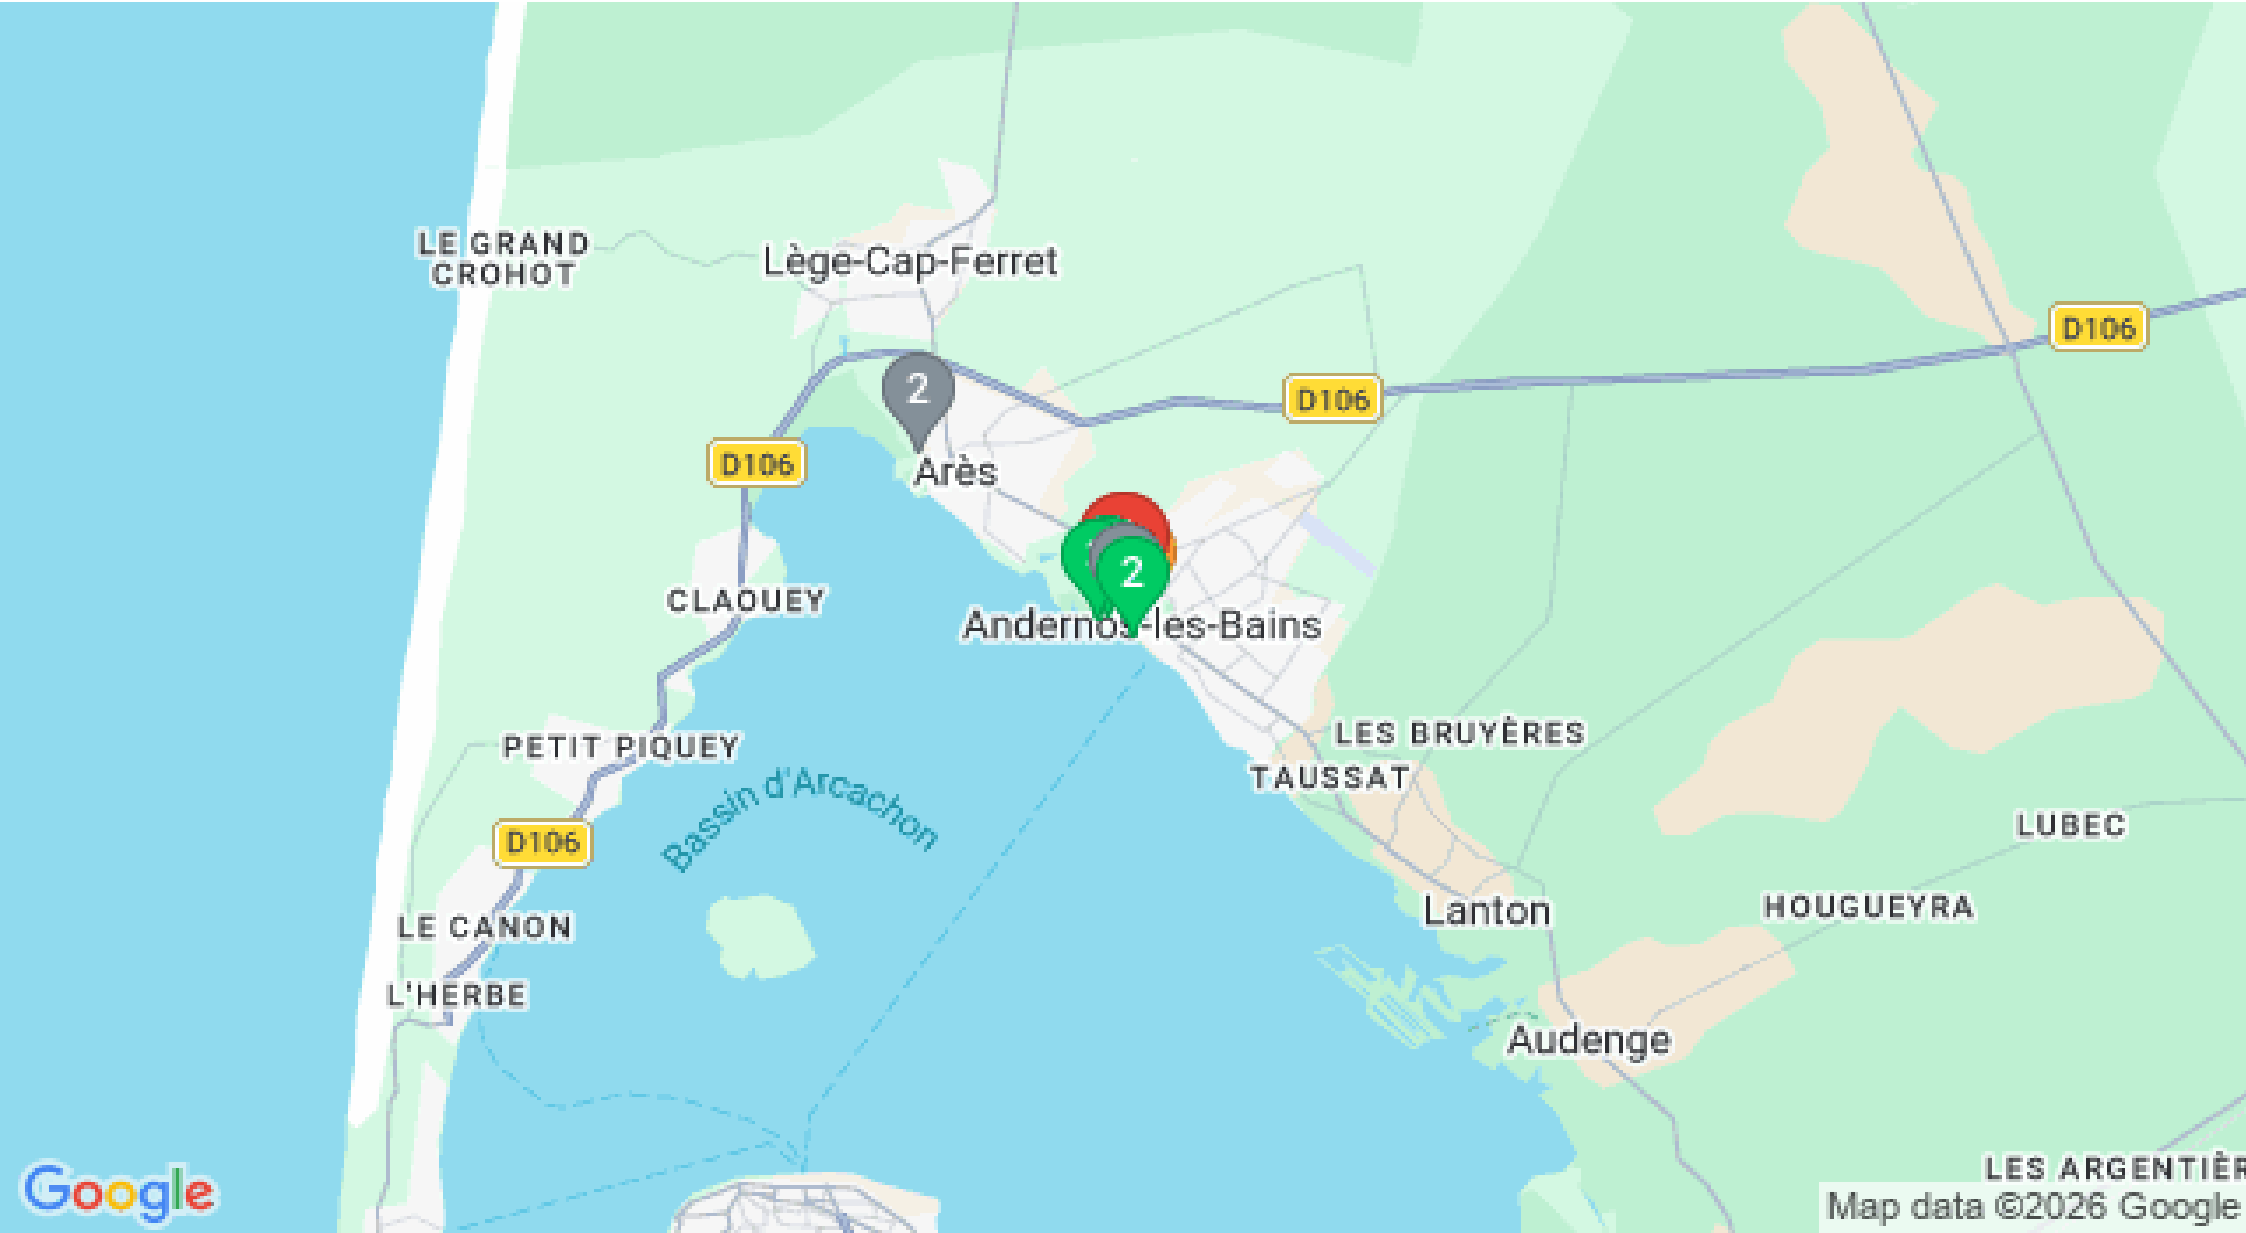 LE GRAND
CROHOT
Lège-Cap-Ferret
D106
D106
2
D106
Arès
2
CLAOUEY
Andernos-les-Bains
PETIT PIQUEY
LES BRUYÈRES
TAUSSAT
Bassin d'Arcachon
LUBEC
D106
LE CANON
Lanton
HOUGUEYRA
L'HERBE
Audenge
LES ARGENTIÈR
Google
Map data ©2026 Google